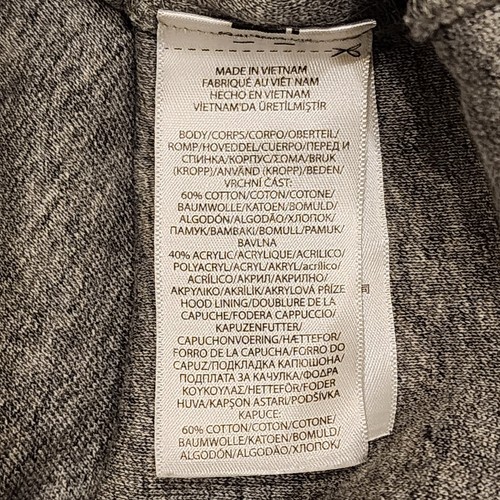 MADE IN VIETNAM
FABRIQUÉ AU VIÊT NAM
HECHO EN VIETNAM
VİETNAM'DA ÜRETİLMİŞTİR
BODY/CORPS/CORPO/OBERTEIL/
ROMP/HOVEDDEL/CUERPO/ПЕРЕД И
СПИНКА/КОРПУС/ΣΩΜΑ/BRUK
(KROPP)/ANVÄND (KROPP)/BEDEN/
VRCHNÍ ČÁST:
60% COTTON/COTON/COTONE/
BAUMWOLLE/KATOEN/BOMULD/
ALGODÓN/ALGODÃO/ХЛОПОК/
ПАМУК/ΒΑΜΒΑΚΙ/BOMULL/PAMUK/
BAVLNA
40% ACRYLIC/ACRYLIQUE/ACRILICO/
POLYACRYL/ACRYL/AKRYL/acrílico/
ACRÍLICO/АКРИЛ/АКРИЛНО/
ΑΚΡΥΛΙΚΟ/AKRİLİK/AKRYLOVÁ PŘÍZE
HOOD LINING/DOUBLURE DE LA
CAPUCHE/FODERA CAPPUCCIO/
KAPUZENFUTTER/
CAPUCHONVOERING/HÆTTEFOR/
FORRO DE LA CAPUCHA/FORRO DO
CAPUZ/ПОДКЛАДКА КАПЮШОНА/
ПОДПЛАТА ЗА КАЧУЛКА/ΦΟΔΡΑ
ΚΟΥΚΟΥΛΑΣ/HETTEFÔR/FODER
HUVA/KAPŞON ASTARI/PODŠÍVKA
KAPUCE:
60% COTTON/COTON/COTONE/
BAUMWOLLE/KATOEN/BOMULD/
ALGODÓN/ALGODÃO/ХЛОПОК/